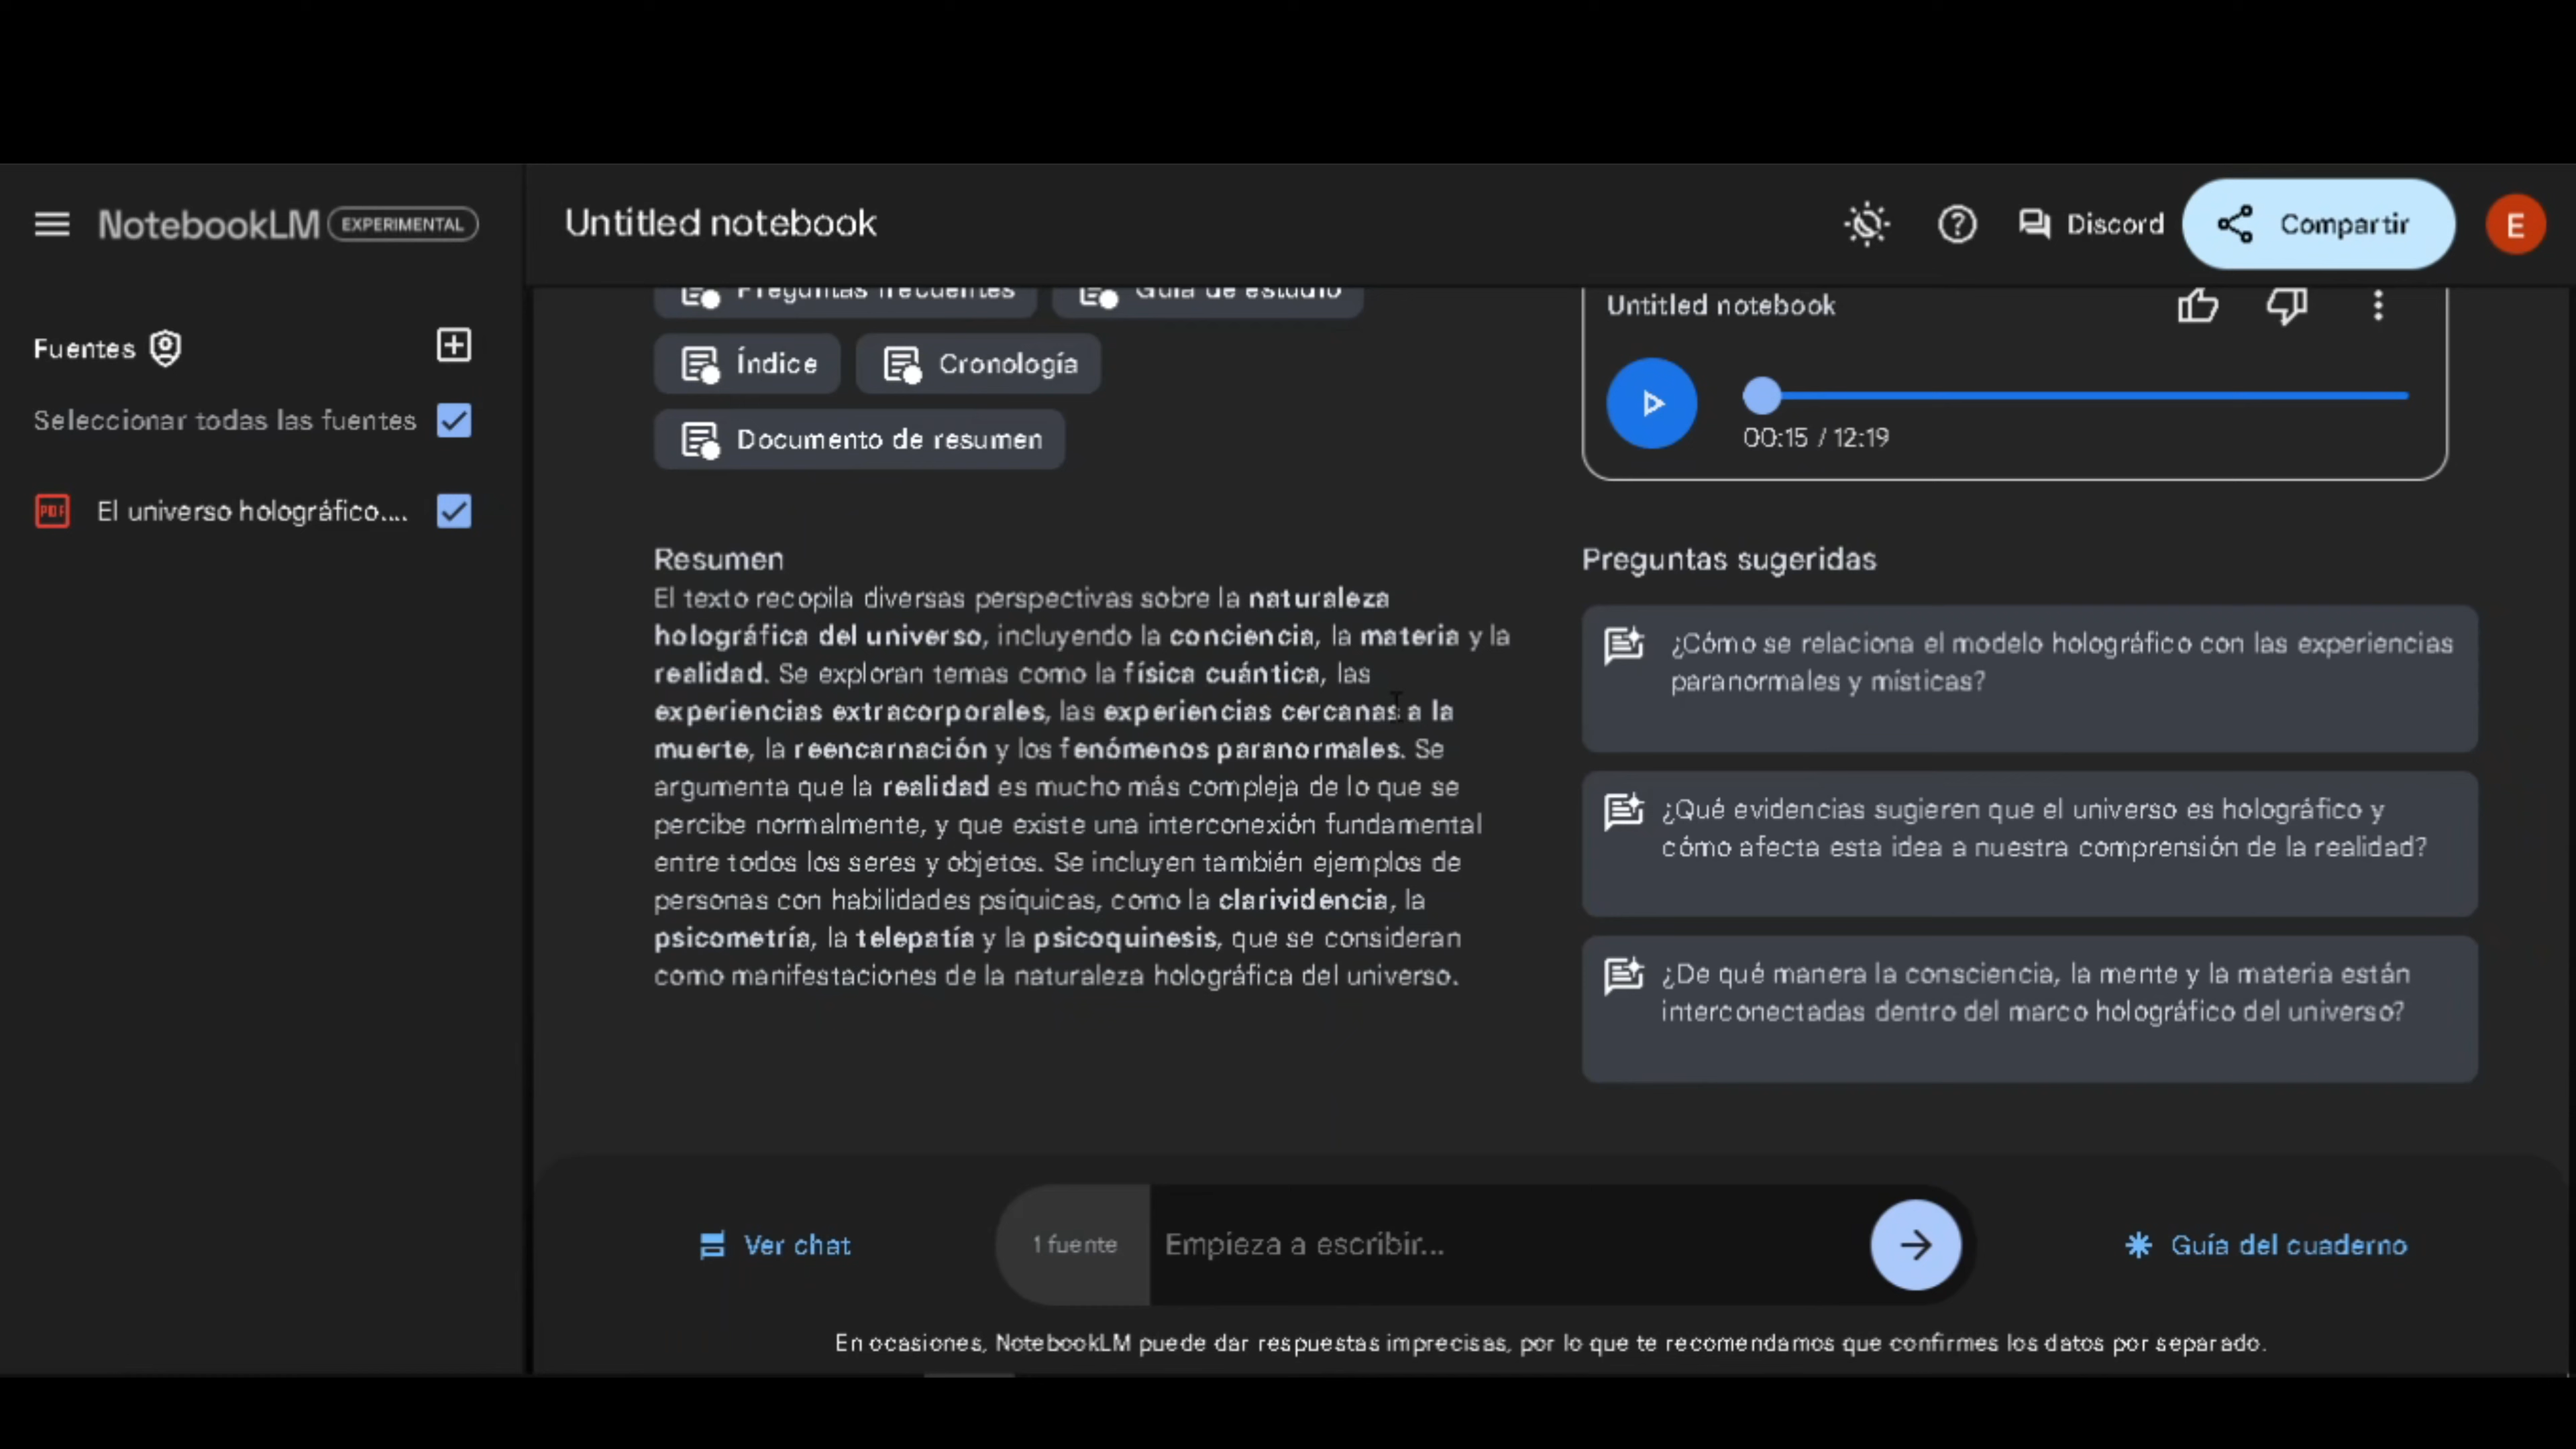 NotebookLM EXPERIMENTAL
Untitled notebook
Discord
Compartir
E
Fuentes
Seleccionar todas las fuentes
PDF El universo holográfico....
Preguntas frecuentes
Guía de estudio
Índice
Cronología
Documento de resumen
Untitled notebook
00:15 / 12:19
Resumen
El texto recopila diversas perspectivas sobre la naturaleza
holográfica del universo, incluyendo la conciencia, la materia y la
realidad. Se exploran temas como la física cuántica, las
experiencias extracorporales, las experiencias cercanas a la
muerte, la reencarnación y los fenómenos paranormales. Se
argumenta que la realidad es mucho más compleja de lo que se
percibe normalmente, y que existe una interconexión fundamental
entre todos los seres y objetos. Se incluyen también ejemplos de
personas con habilidades psíquicas, como la clarividencia, la
psicometría, la telepatía y la psicoquinesis, que se consideran
como manifestaciones de la naturaleza holográfica del universo.
Preguntas sugeridas
¿Cómo se relaciona el modelo holográfico con las experiencias
paranormales y místicas?
¿Qué evidencias sugieren que el universo es holográfico y
cómo afecta esta idea a nuestra comprensión de la realidad?
¿De qué manera la consciencia, la mente y la materia están
interconectadas dentro del marco holográfico del universo?
Ver chat
1 fuente
Empieza a escribir...
Guía del cuaderno
En ocasiones, NotebookLM puede dar respuestas imprecisas, por lo que te recomendamos que confirmes los datos por separado.